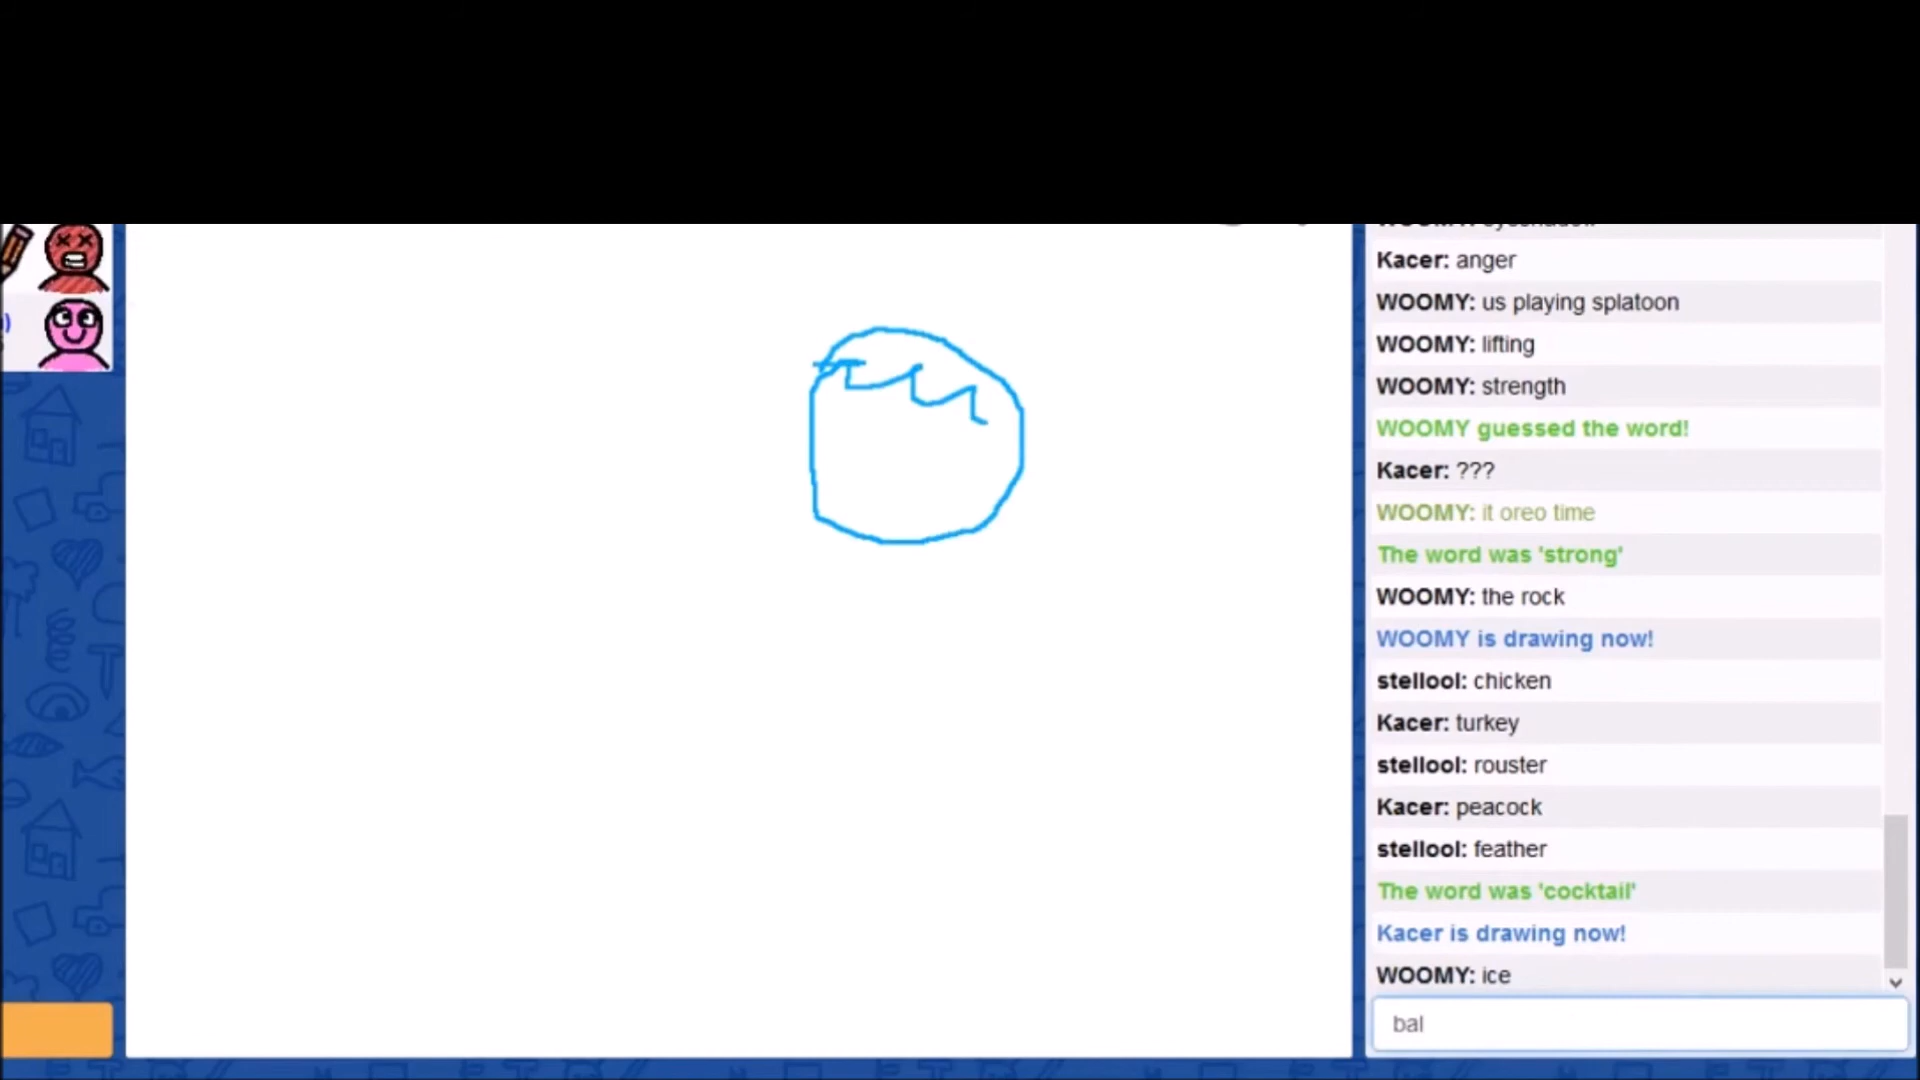 Kacer: anger
WOOMY: us playing splatoon
WOOMY: lifting
WOOMY: strength
WOOMY guessed the word!
Kacer: ???
WOOMY: it oreo time
The word was 'strong'
WOOMY: the rock
WOOMY is drawing now!
stellool: chicken
Kacer: turkey
stellool: rouster
Kacer: peacock
stellool: feather
The word was 'cocktail'
Kacer is drawing now!
WOOMY: ice
bal